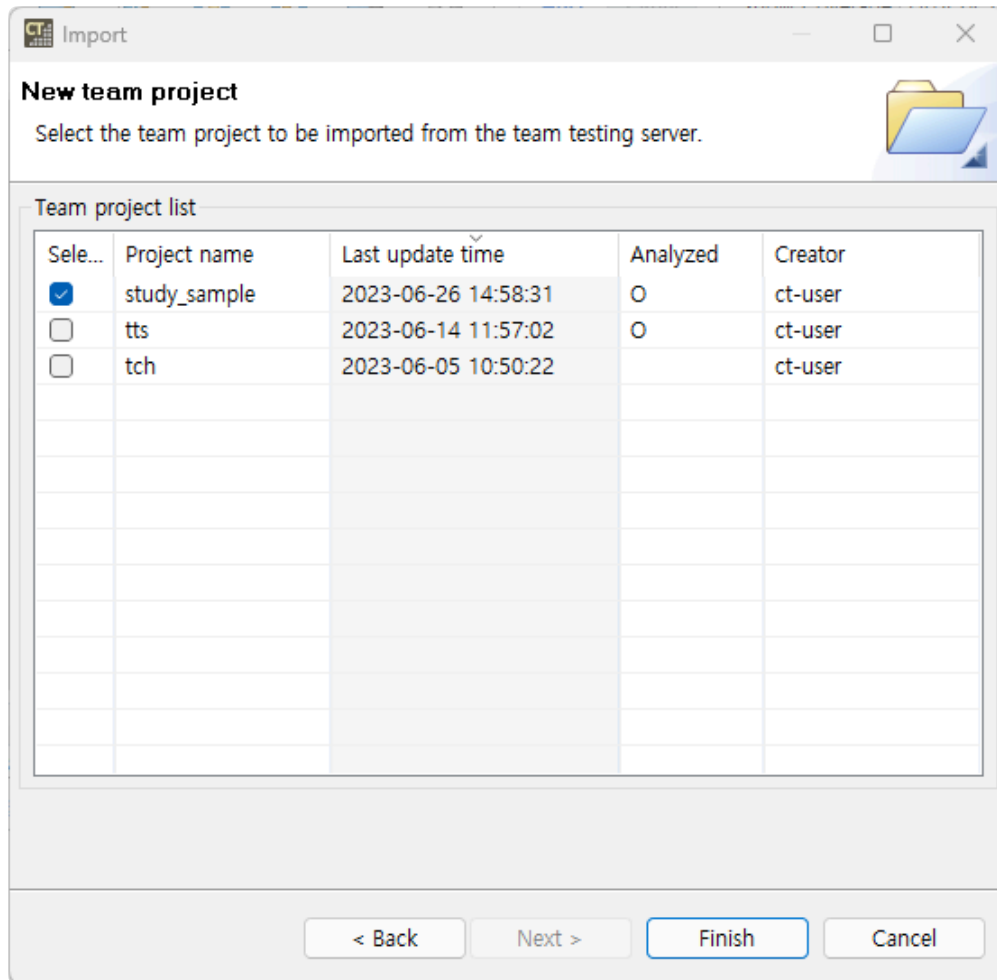 CT Import
New team project
Select the team project to be imported from the team testing server.
Team project list
Sele... Project name Last update time Analyzed Creator
study_sample 2023-06-26 14:58:31 O ct-user
tts 2023-06-14 11:57:02 O ct-user
tch 2023-06-05 10:50:22 ct-user
< Back Next > Finish Cancel